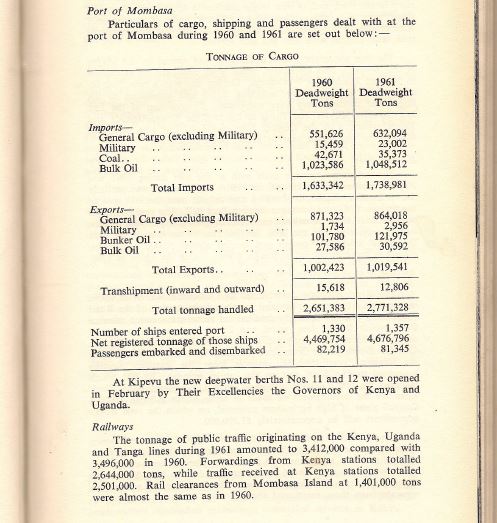 Port of Mombasa
Particulars of cargo, shipping and passengers dealt with at the
port of Mombasa during 1960 and 1961 are set out below:—
TONNAGE OF CARGO
1960 Deadweight Tons 1961 Deadweight Tons
Imports—
General Cargo (excluding Military) .. 551,626 632,094
Military .. .. .. .. .. 15,459 23,002
Coal.. .. .. .. .. .. 42,671 35,373
Bulk Oil .. .. .. .. .. 1,023,586 1,048,512
Total Imports .. .. 1,633,342 1,738,981
Exports—
General Cargo (excluding Military) .. 871,323 864,018
Military .. .. .. .. .. 1,734 2,956
Bunker Oil .. .. .. .. .. 101,780 121,975
Bulk Oil .. .. .. .. .. 27,586 30,592
Total Exports.. .. .. 1,002,423 1,019,541
Transhipment (inward and outward) .. 15,618 12,806
Total tonnage handled .. 2,651,383 2,771,328
Number of ships entered port .. .. 1,330 1,357
Net registered tonnage of those ships .. 4,469,754 4,676,796
Passengers embarked and disembarked .. 82,219 81,345
At Kipevu the new deepwater berths Nos. 11 and 12 were opened
in February by Their Excellencies the Governors of Kenya and
Uganda.
Railways
The tonnage of public traffic originating on the Kenya, Uganda
and Tanga lines during 1961 amounted to 3,412,000 compared with
3,496,000 in 1960. Forwardings from Kenya stations totalled
2,644,000 tons, while traffic received at Kenya stations totalled
2,501,000. Rail clearances from Mombasa Island at 1,401,000 tons
were almost the same as in 1960.